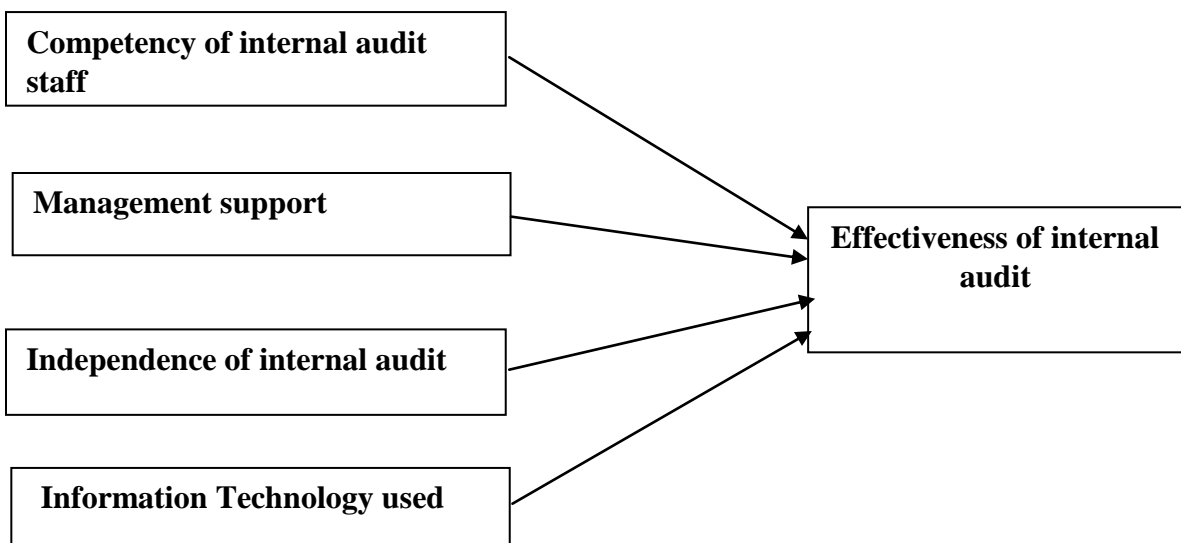 Competency of internal audit
staff
Management support
Effectiveness of internal
audit
Independence of internal audit
Information Technology used